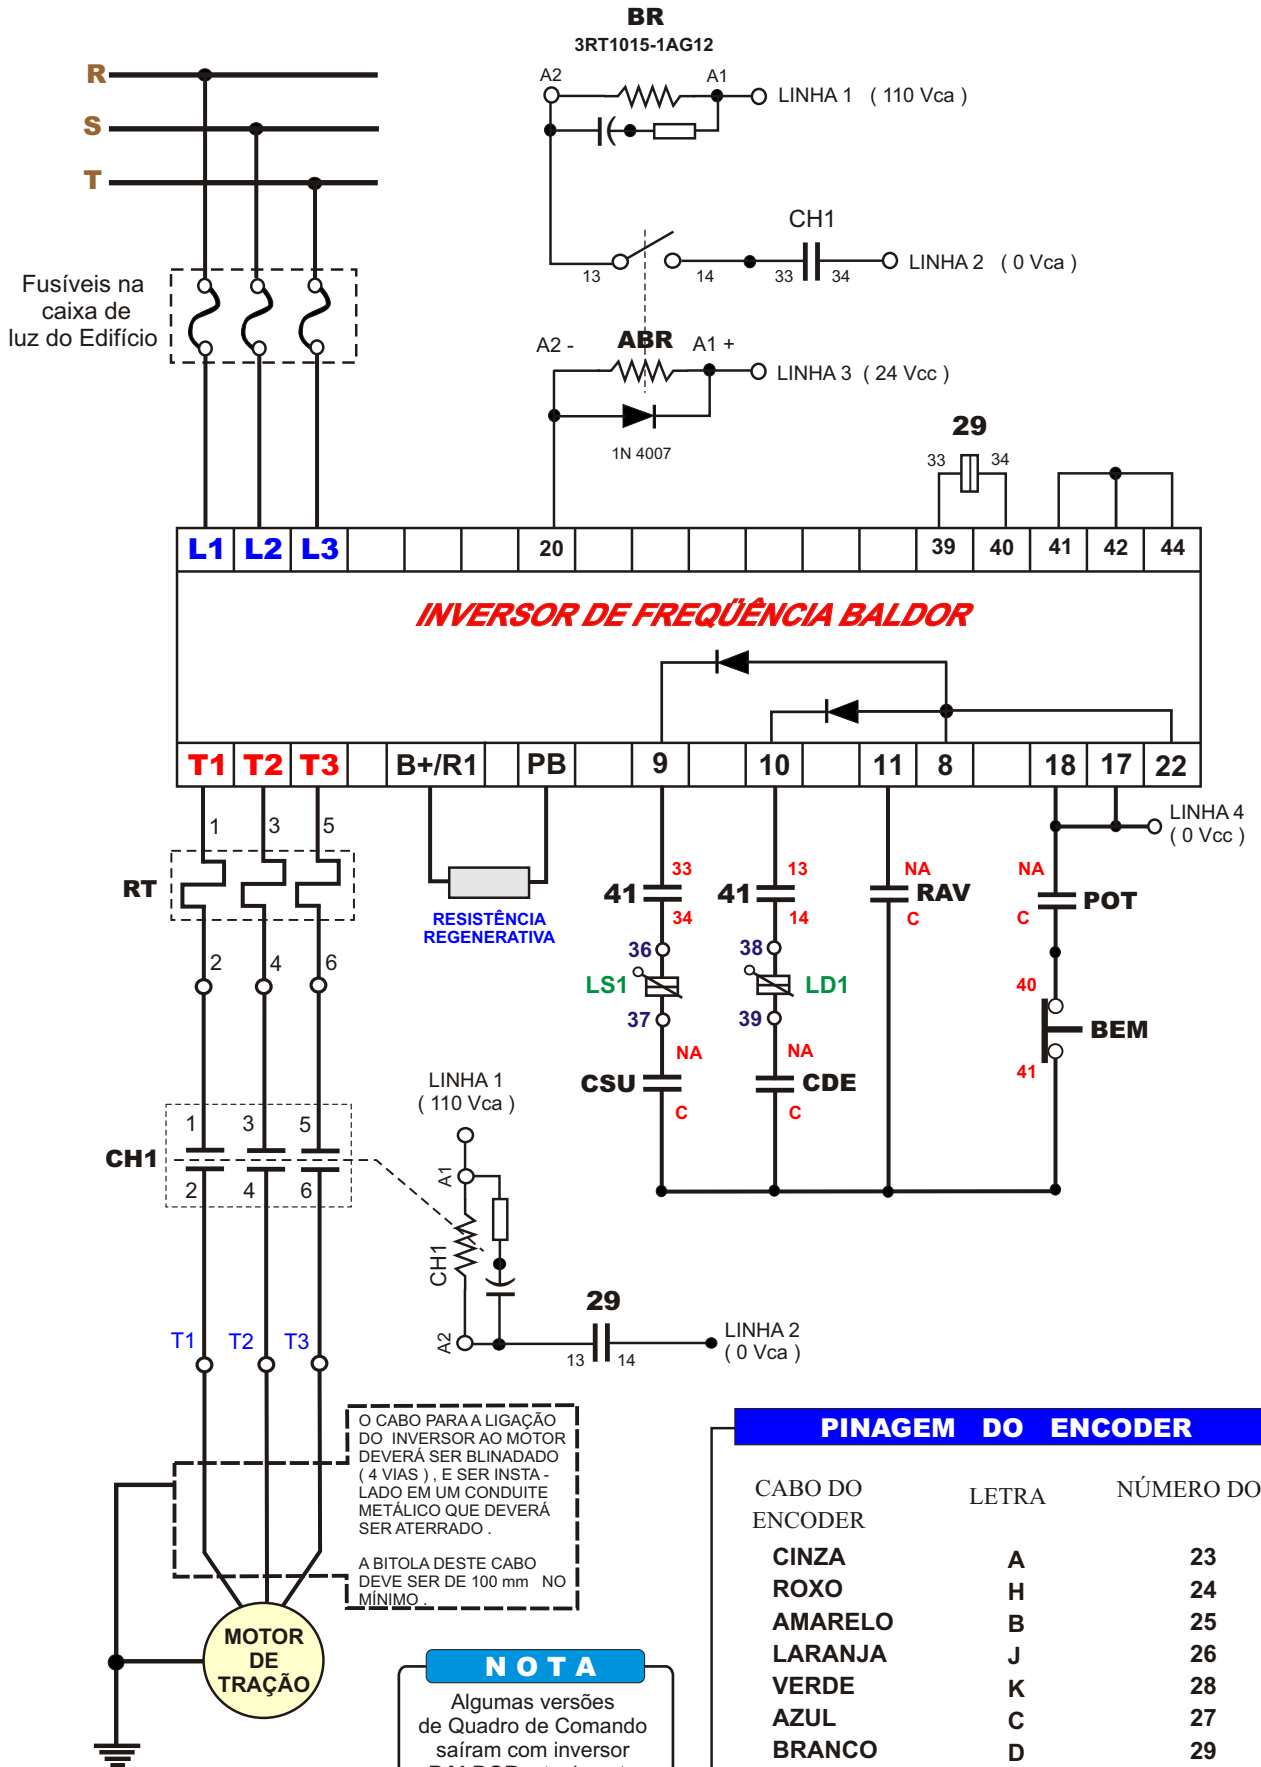 BR
3RT1015-1AG12
R
S
T
A2
A1
LINHA 1 ( 110 Vca )
CH1
13
14
33
34
LINHA 2 ( 0 Vca )
Fusíveis na
caixa de
luz do Edifício
A2 -
ABR
A1 +
LINHA 3 ( 24 Vcc )
1N 4007
29
33
34
L1 L2 L3 20 39 40 41 42 44
INVERSOR DE FREQÜÊNCIA BALDOR
T1 T2 T3 B+/R1 PB 9 10 11 8 18 17 22
LINHA 4
( 0 Vcc )
1
3
5
RT
2
4
6
RESISTÊNCIA
REGENERATIVA
33
41
34
36
LS1
37
NA
CSU
C
13
41
14
38
LD1
39
NA
CDE
C
NA
RAV
C
NA
POT
C
40
BEM
41
LINHA 1
( 110 Vca )
1
3
5
CH1
2
4
6
A1
CH1
A2
29
13
14
LINHA 2
( 0 Vca )
T1
T2
T3
O CABO PARA A LIGAÇÃO
DO INVERSOR AO MOTOR
DEVERÁ SER BLINADADO
( 4 VIAS ) , E SER INSTA -
LADO EM UM CONDUITE
METÁLICO QUE DEVERÁ
SER ATERRADO .
A BITOLA DESTE CABO
DEVE SER DE 100 mm NO
MÍNIMO .
MOTOR
DE
TRAÇÃO
NOTA
Algumas versões
de Quadro de Comando
saíram com inversor
PINAGEM DO ENCODER
CABO DO
ENCODER
LETRA
NÚMERO DO
CINZA A 23
ROXO H 24
AMARELO B 25
LARANJA J 26
VERDE K 28
AZUL C 27
BRANCO D 29